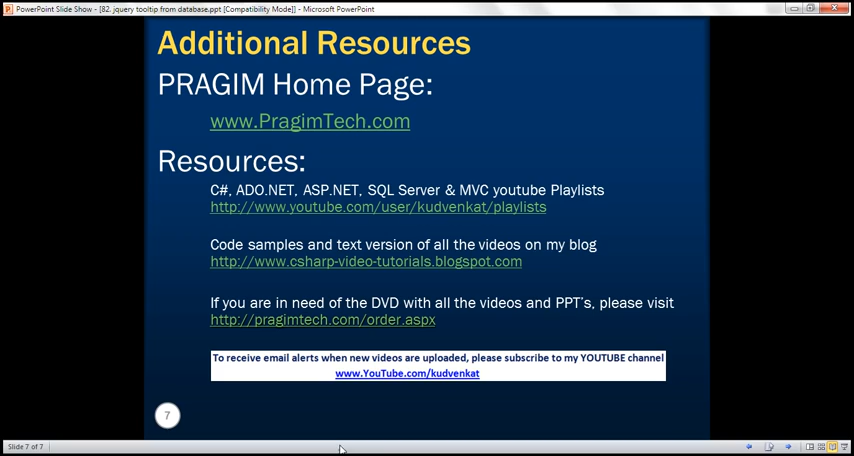 PowerPoint Slide Show - [82. jquery tooltip from database.ppt [Compatibility Mode]] - Microsoft PowerPoint
Additional Resources
PRAGIM Home Page:
www.PragimTech.com
Resources:
C#, ADO.NET, ASP.NET, SQL Server & MVC youtube Playlists
http://www.youtube.com/user/kudvenkat/playlists
Code samples and text version of all the videos on my blog
http://www.csharp-video-tutorials.blogspot.com
If you are in need of the DVD with all the videos and PPT's, please visit
http://pragimtech.com/order.aspx
To receive email alerts when new videos are uploaded, please subscribe to my YOUTUBE channel
www.YouTube.com/kudvenkat
7
Slide 7 of 7